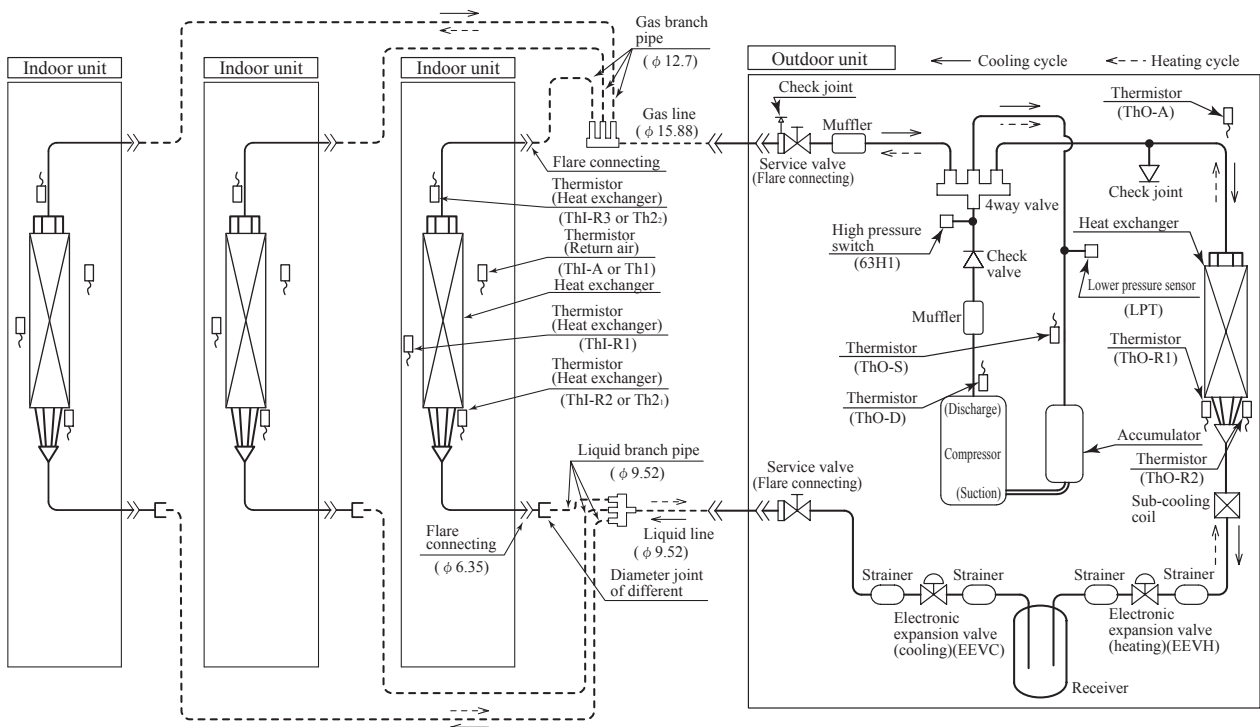 Gas branch
pipe
( φ 12.7)
Outdoor unit
Cooling cycle
Heating cycle
Indoor unit
Indoor unit
Indoor unit
Check joint
Thermistor
(ThO-A)
Gas line
( φ 15.88)
Muffler
Service valve
(Flare connecting)
Flare connecting
Thermistor
(Heat exchanger)
(ThI-R3 or Th2₂)
Thermistor
(Return air)
(ThI-A or Th1)
Heat exchanger
Thermistor
(Heat exchanger)
(ThI-R1)
Thermistor
(Heat exchanger)
(ThI-R2 or Th2₁)
4way valve
Check joint
High pressure
switch
(63H1)
Check
valve
Heat exchanger
Lower pressure sensor
(LPT)
Muffler
Thermistor
(ThO-S)
Thermistor
(ThO-R1)
Thermistor
(ThO-D)
(Discharge)
Compressor
(Suction)
Accumulator
Thermistor
(ThO-R2)
Liquid branch pipe
( φ 9.52)
Service valve
(Flare connecting)
Sub-cooling
coil
Flare
connecting
( φ 6.35)
Liquid line
( φ 9.52)
Diameter joint
of different
Strainer
Strainer
Strainer
Strainer
Electronic
expansion valve
(cooling)(EEVC)
Electronic
expansion valve
(heating)(EEVH)
Receiver